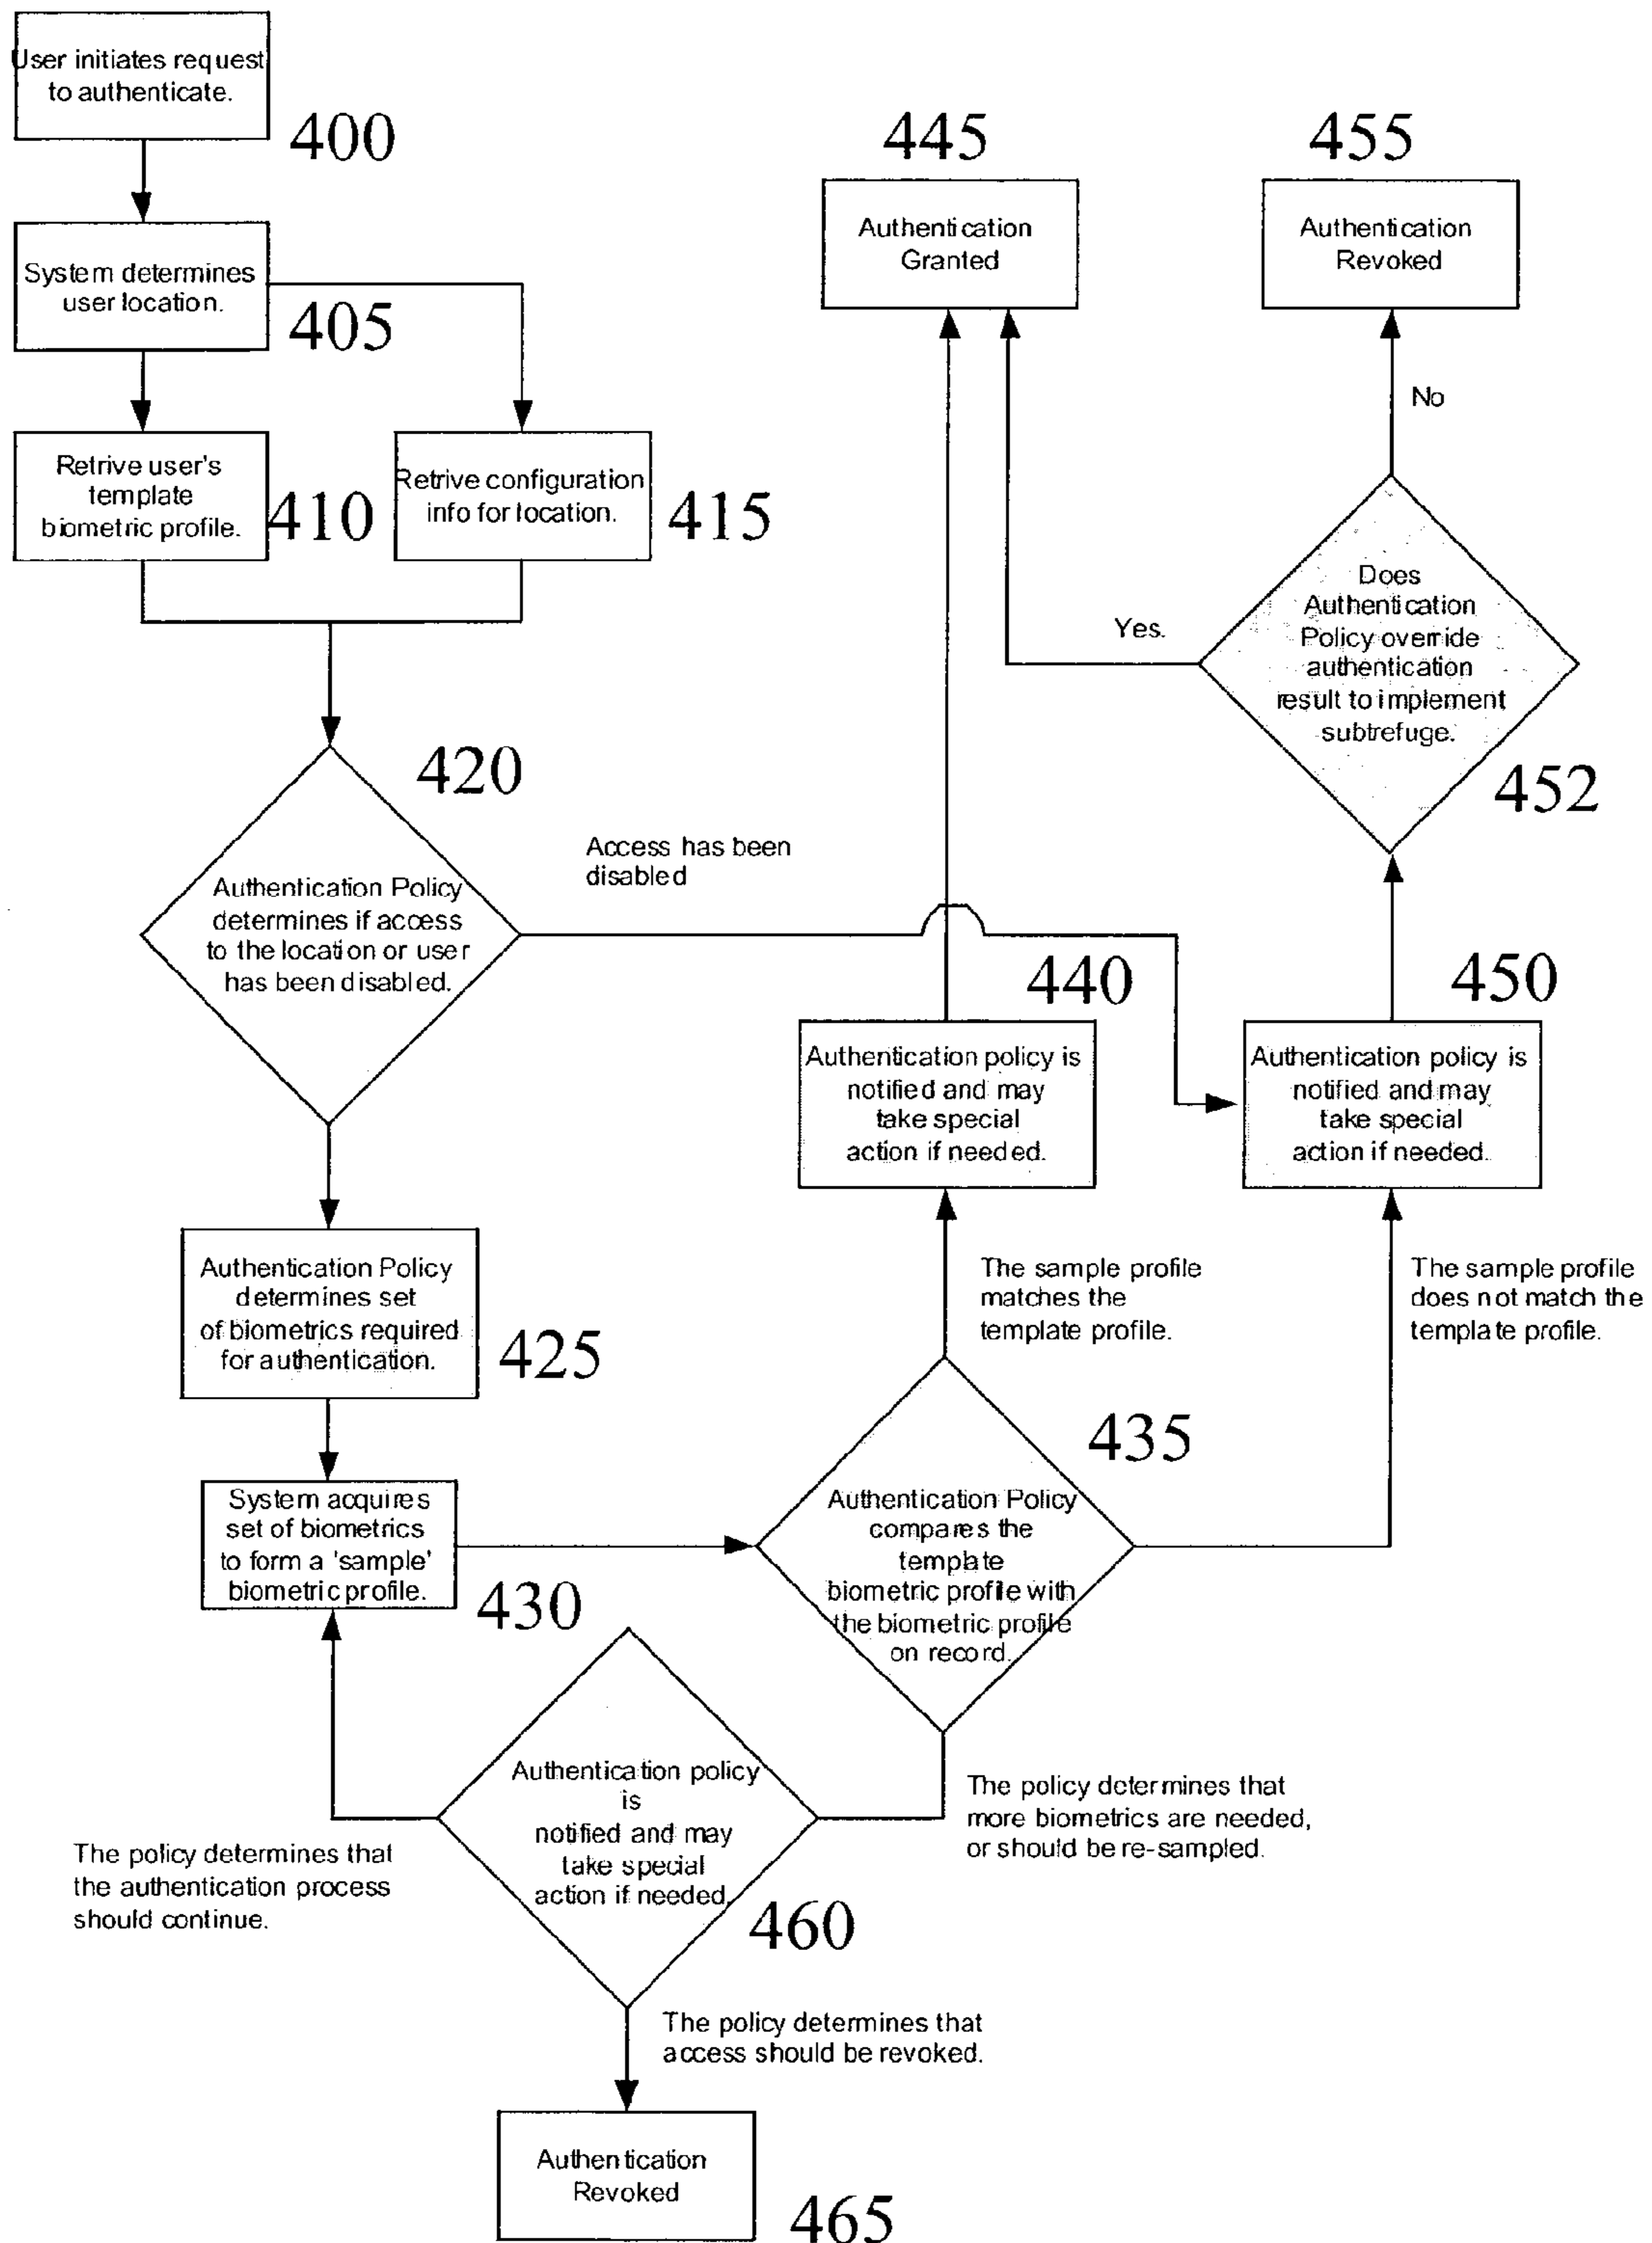 User initiates request
to authenticate.
400
System determines
user location.
405
Retrive user's
template
biometric profile.
410
Retrive configuration
info for location.
415
420
Authentication Policy
determines if access
to the location or user
has been disabled.
Access has been
disabled
445
Authentication
Granted
455
Authentication
Revoked
No
Yes.
Does
Authentication
Policy override
authentication
result to implement
subtrefuge.
452
440
Authentication policy is
notified and may
take special
action if needed.
450
Authentication policy is
notified and may
take special
action if needed.
Authentication Policy
determines set
of biometrics required
for authentication.
425
The sample profile
matches the
template profile.
The sample profile
does not match the
template profile.
System acquires
set of biometrics
to form a 'sample'
biometric profile.
430
435
Authentication Policy
compares the
template
biometric profile with
the biometric profile
on record.
Authentication policy
is
notified and may
take special
action if needed.
460
The policy determines that
more biometrics are needed,
or should be re-sampled.
The policy determines that
the authentication process
should continue.
The policy determines that
access should be revoked.
Authentication
Revoked
465